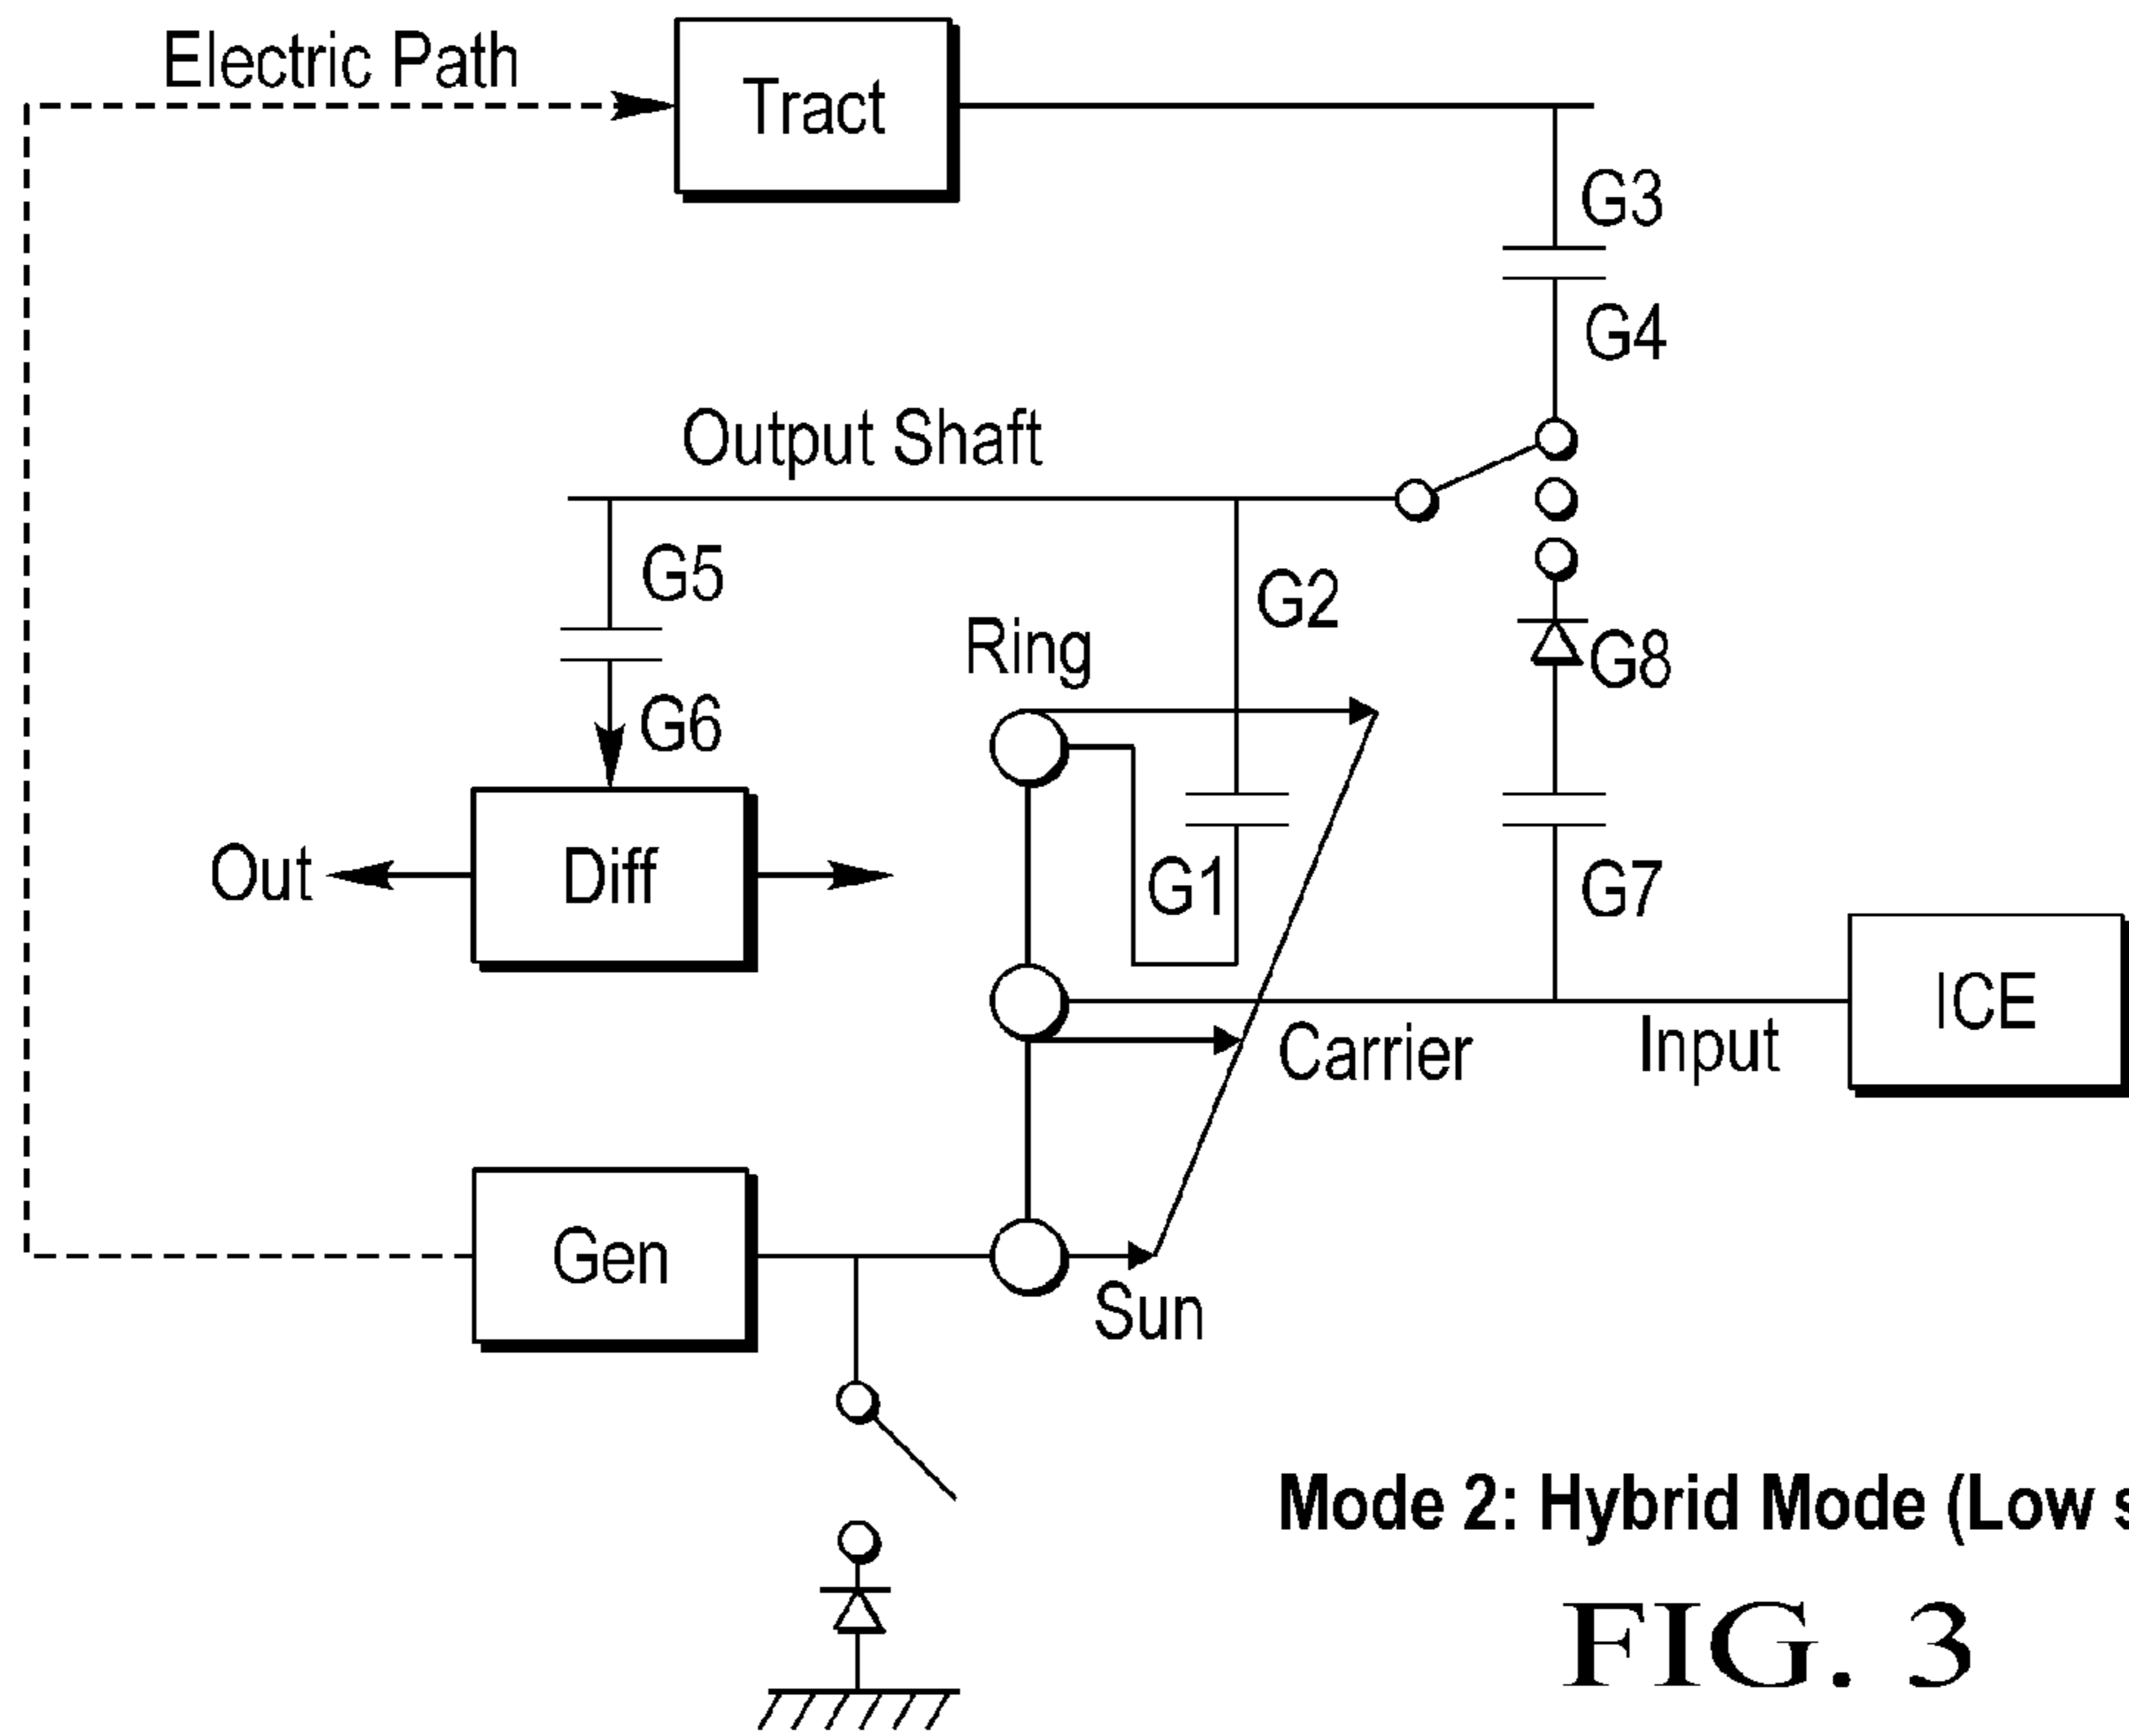 Electric Path
Tract
G3
G4
Output Shaft
G5
G2
Ring
G8
G6
Out
Diff
G1
G7
ICE
Carrier
Input
Gen
Sun
Mode 2: Hybrid Mode (Low
FIG. 3